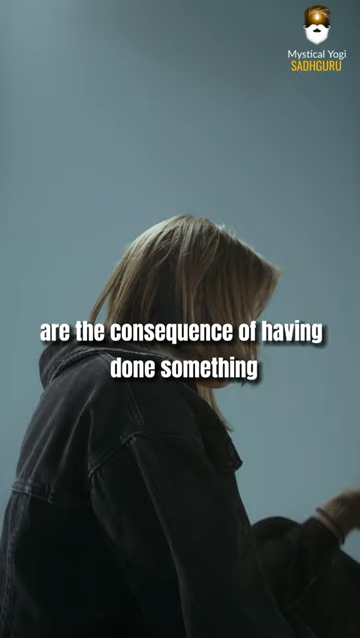 Mystical Yogi
SADHGURU
are the consequence of having
done something